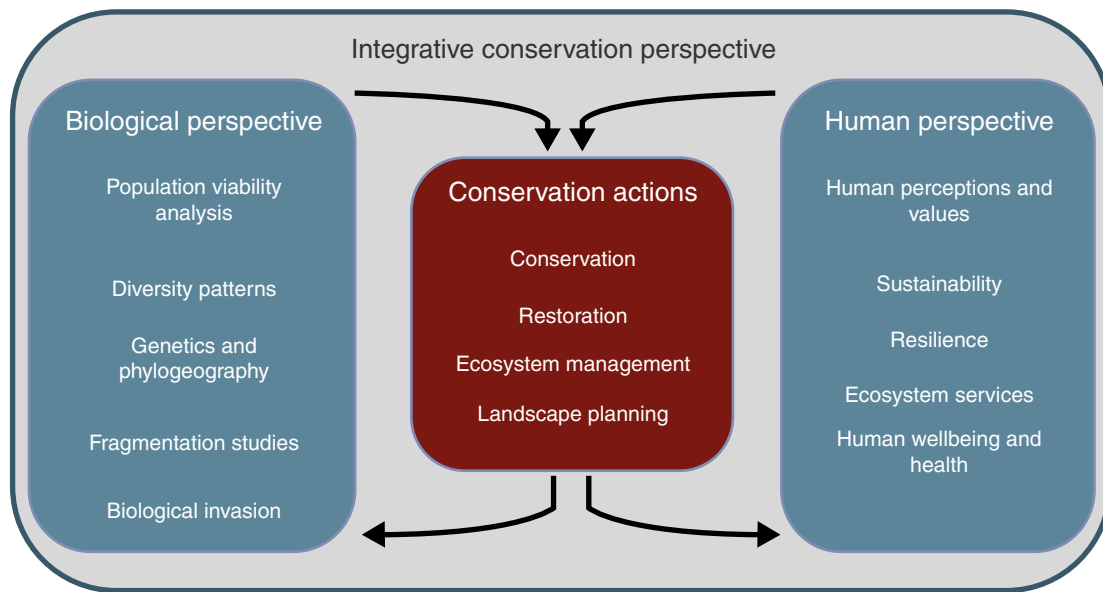 Integrative conservation perspective
Biological perspective
Population viability
analysis
Diversity patterns
Genetics and
phylogeography
Fragmentation studies
Biological invasion
Conservation actions
Conservation
Restoration
Ecosystem management
Landscape planning
Human perspective
Human perceptions and
values
Sustainability
Resilience
Ecosystem services
Human wellbeing and
health